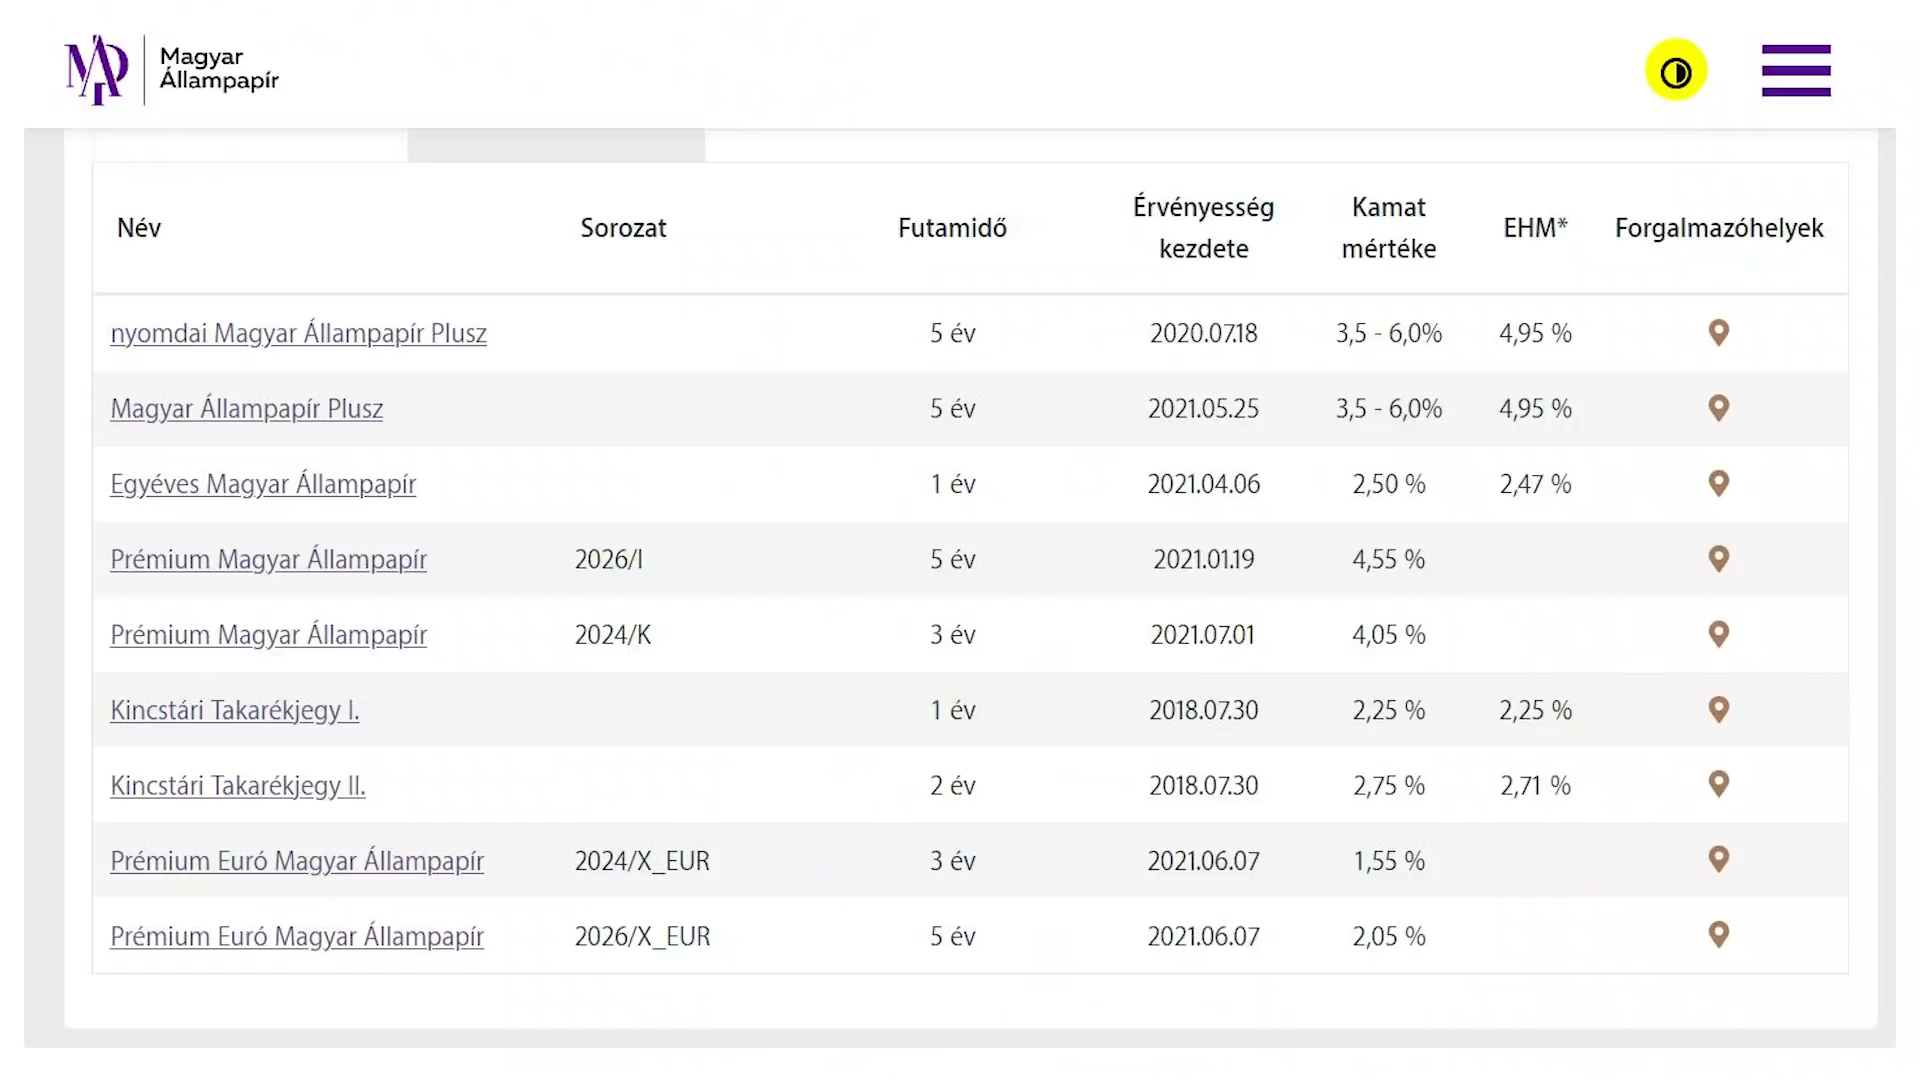 Magyar
Állampapír
Név Sorozat Futamidő Érvényesség kezdete Kamat mértéke EHM* Forgalmazóhelyek
nyomdai Magyar Állampapír Plusz 5 év 2020.07.18 3,5 - 6,0% 4,95 %
Magyar Állampapír Plusz 5 év 2021.05.25 3,5 - 6,0% 4,95 %
Egyéves Magyar Állampapír 1 év 2021.04.06 2,50 % 2,47 %
Prémium Magyar Állampapír 2026/I 5 év 2021.01.19 4,55 %
Prémium Magyar Állampapír 2024/K 3 év 2021.07.01 4,05 %
Kincstári Takarékjegy I. 1 év 2018.07.30 2,25 % 2,25 %
Kincstári Takarékjegy II. 2 év 2018.07.30 2,75 % 2,71 %
Prémium Euró Magyar Állampapír 2024/X_EUR 3 év 2021.06.07 1,55 %
Prémium Euró Magyar Állampapír 2026/X_EUR 5 év 2021.06.07 2,05 %